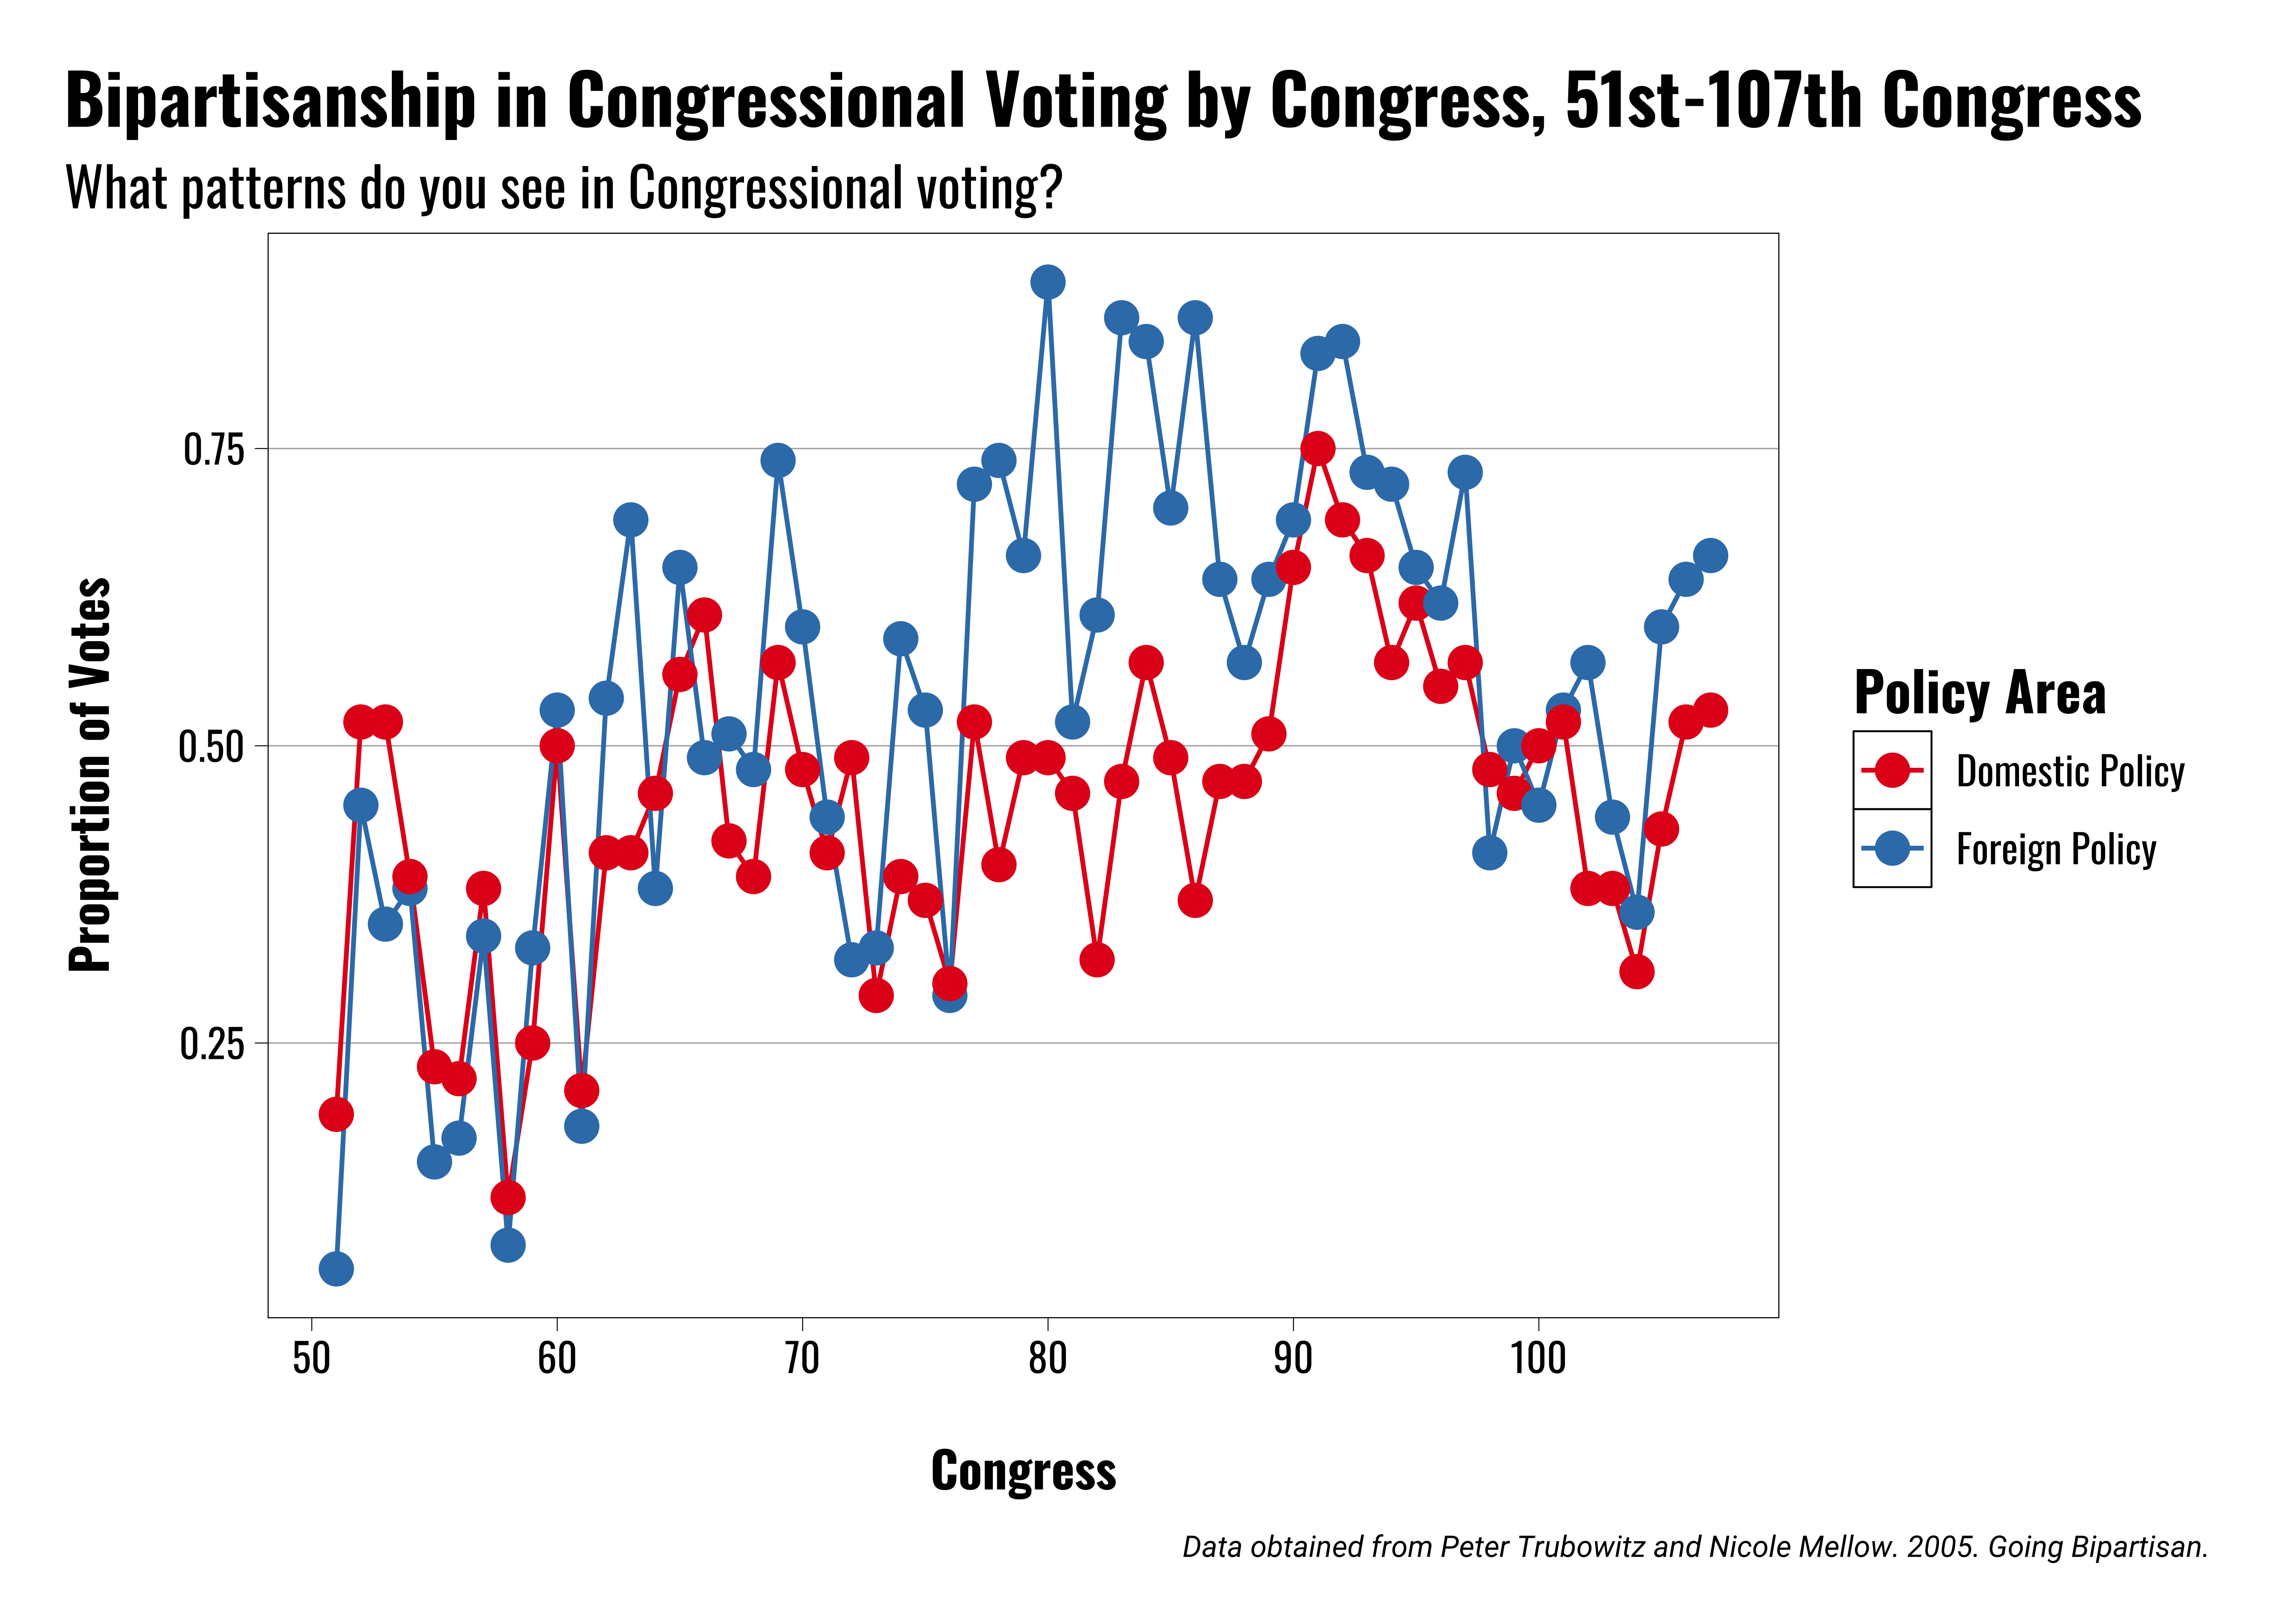 Bipartisanship in Congressional Voting by Congress, 51st-107th Congress
What patterns do you see in Congressional voting?
Proportion of Votes
0.75
0.50
0.25
50 60 70 80 90 100
Congress
Policy Area
Domestic Policy
Foreign Policy
Data obtained from Peter Trubowitz and Nicole Mellow. 2005. Going Bipartisan.